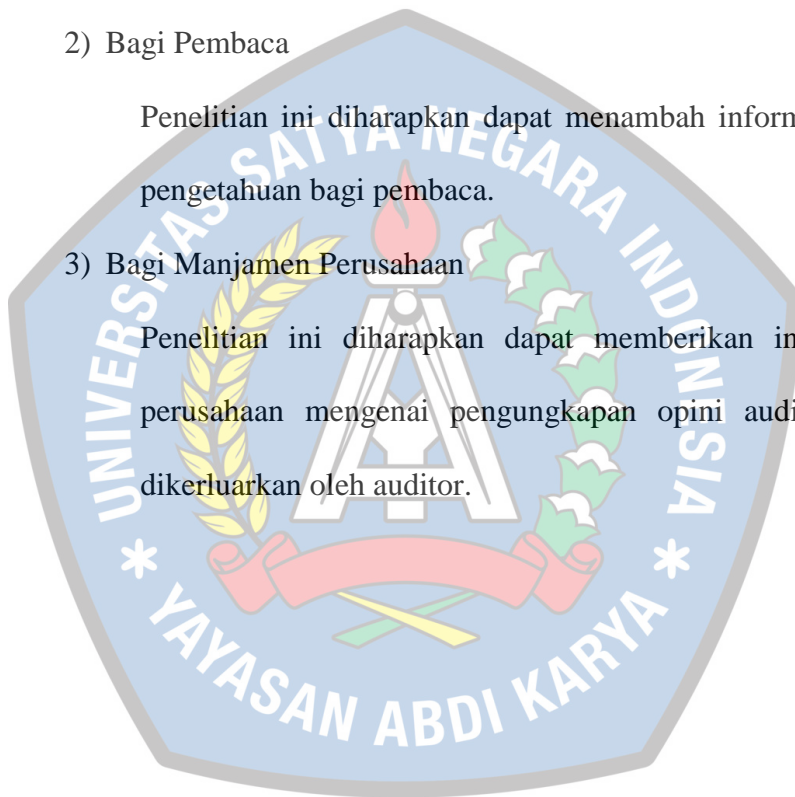 2) Bagi Pembaca
Penelitian ini diharapkan dapat menambah inform
pengetahuan bagi pembaca.
3) Bagi Manjamen Perusahaan
Penelitian ini diharapkan dapat memberikan in
perusahaan mengenai pengungkapan opini audi
dikerluarkan oleh auditor.
UNIVERSITAS SATYA NEGARA INDONESIA
* YAYASAN ABDI KARYA *